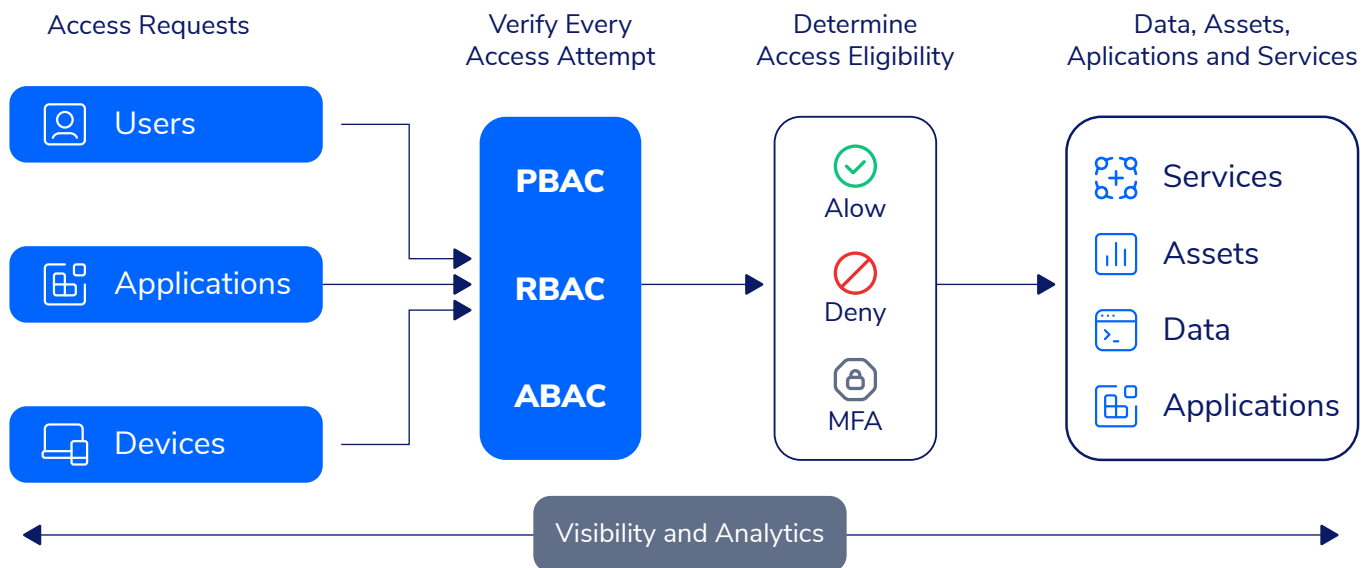 Access Requests
Verify Every
Access Attempt
Determine
Access Eligibility
Data, Assets,
Aplications and Services
Users
Applications
Devices
PBAC
RBAC
ABAC
Alow
Deny
MFA
Services
Assets
Data
Applications
Visibility and Analytics